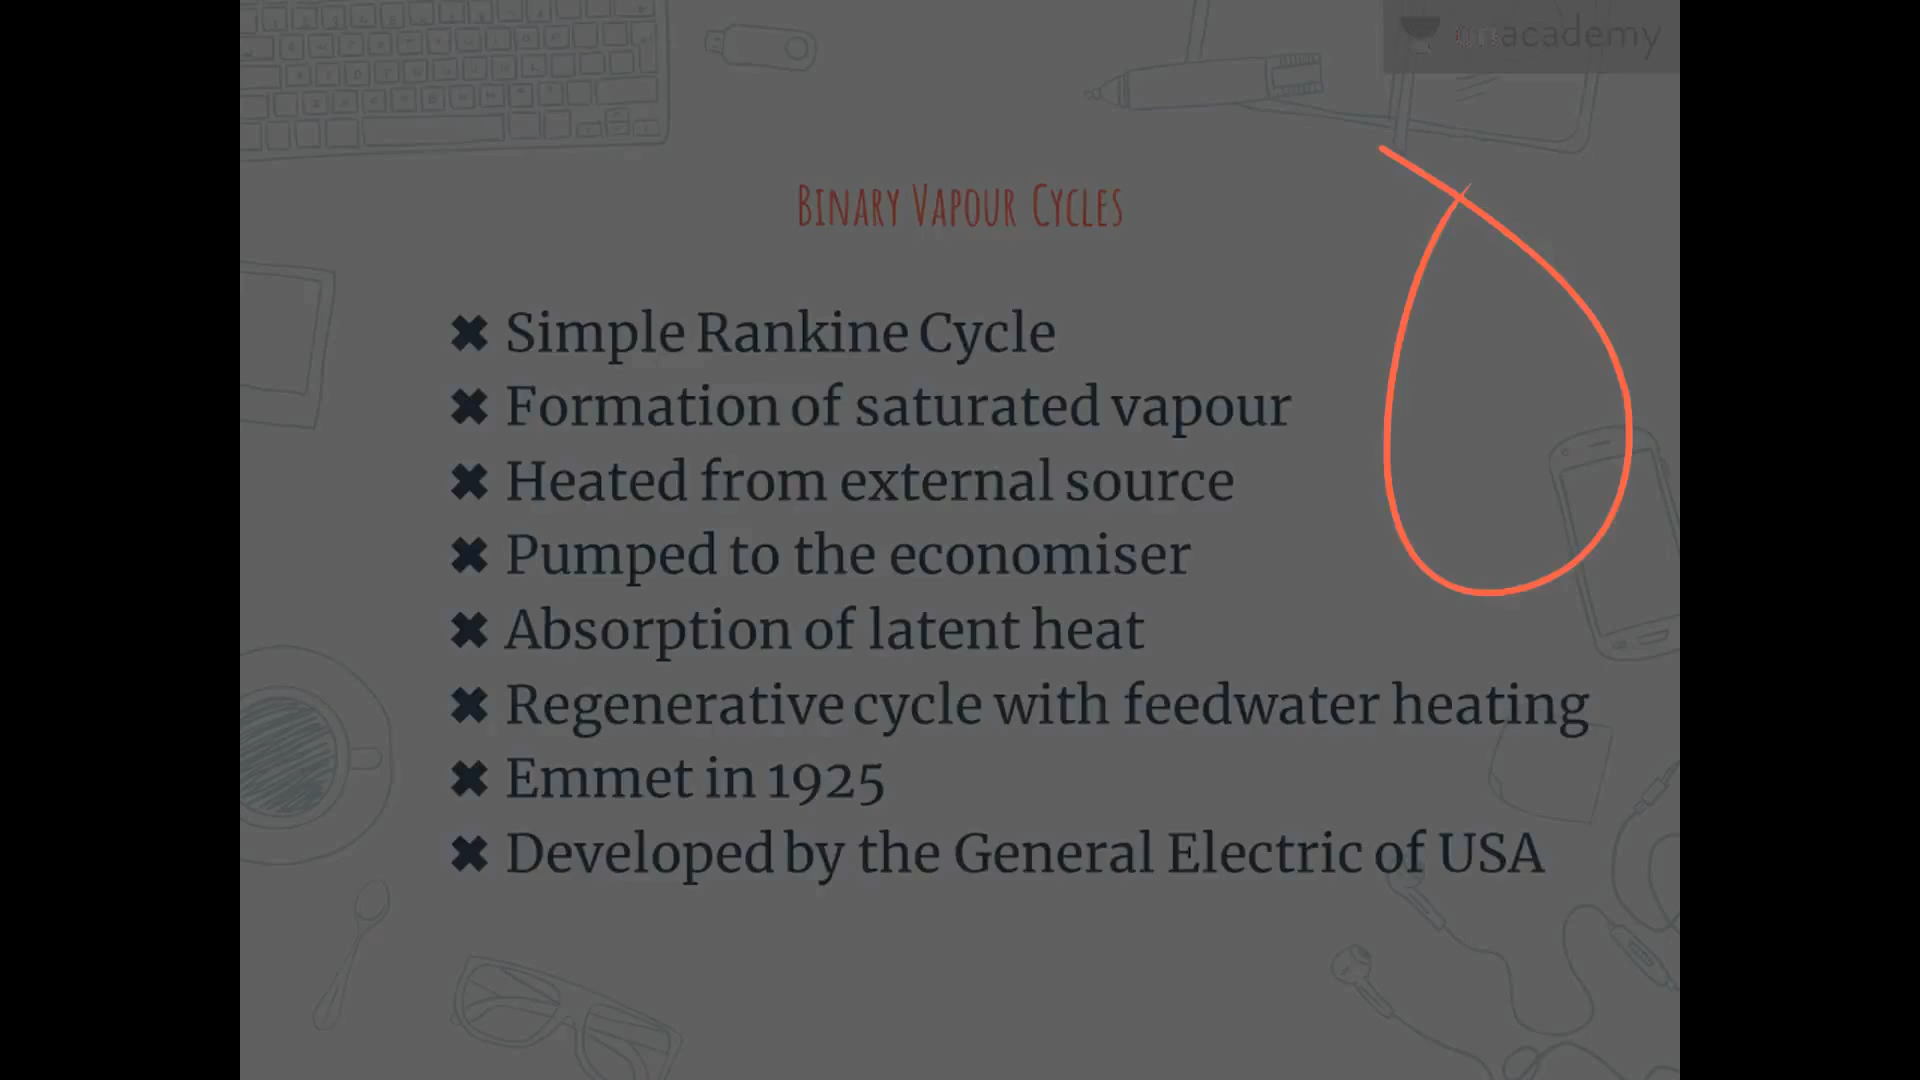 unacademy
Binary Vapour Cycles
✖ Simple Rankine Cycle
✖ Formation of saturated vapour
✖ Heated from external source
✖ Pumped to the economiser
✖ Absorption of latent heat
✖ Regenerative cycle with feedwater heating
✖ Emmet in 1925
✖ Developed by the General Electric of USA